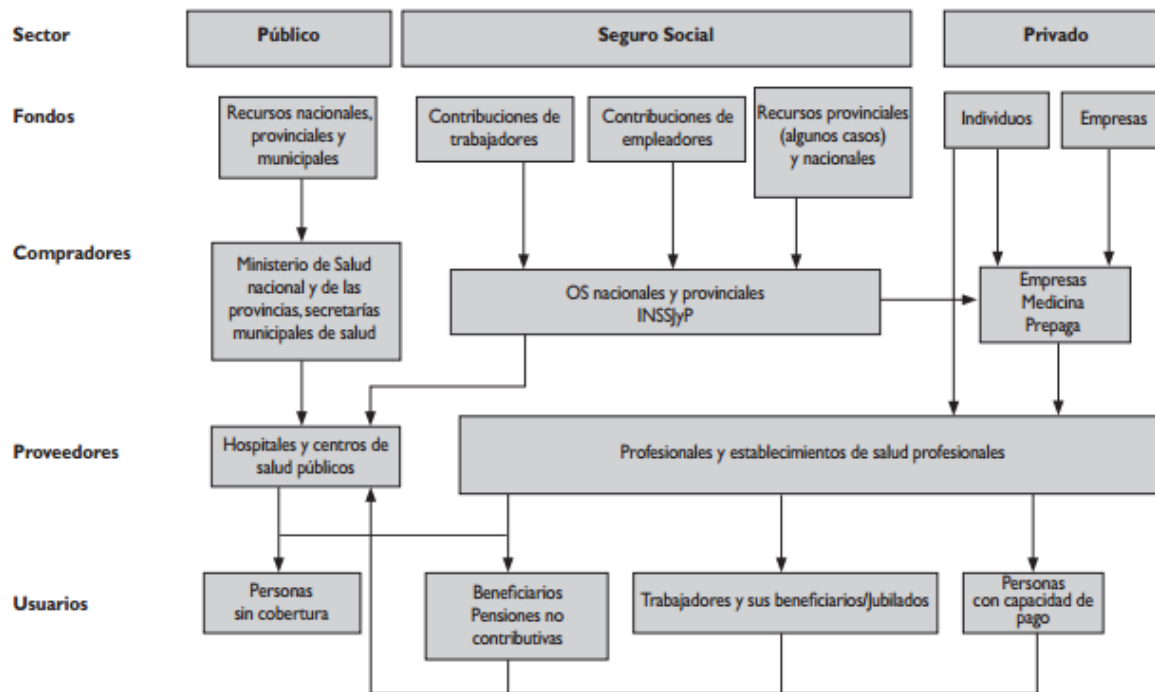 Sector
Público
Seguro Social
Privado
Fondos
Recursos nacionales,
provinciales y
municipales
Contribuciones de
trabajadores
Contribuciones de
empleadores
Recursos provinciales
(algunos casos)
y nacionales
Individuos
Empresas
Compradores
Ministerio de Salud
nacional y de las
provincias, secretarías
municipales de salud
OS nacionales y provinciales
INSSJyP
Empresas
Medicina
Prepaga
Proveedores
Hospitales y centros de
salud públicos
Profesionales y establecimientos de salud profesionales
Usuarios
Personas
sin cobertura
Beneficiarios
Pensiones no
contributivas
Trabajadores y sus beneficiarios/Jubilados
Personas
con capacidad de
pago